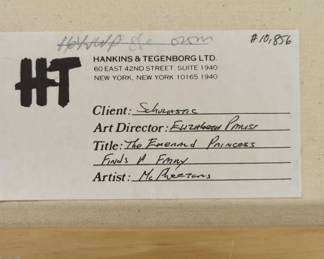 #10,856
HANKINS & TEGENBORG LTD.
60 EAST 42ND STREET, SUITE 1940
NEW YORK, NEW YORK 10165 1940
HT
Client: SCHOLASTIC
Art Director: ELIZABETH PARISI
Title: THE EMERALD PRINCESS
FINDS A FAIRY
Artist: